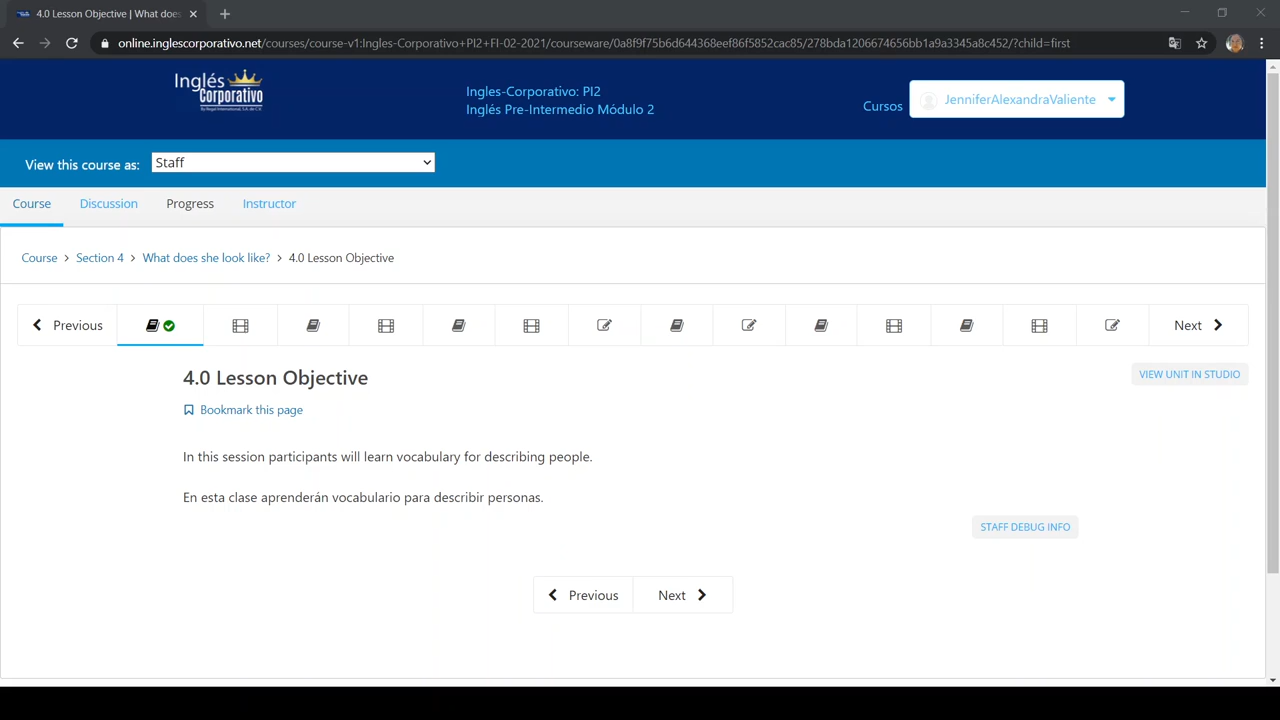 4.0 Lesson Objective | What does
online.inglescorporativo.net/courses/course-v1:Ingles-Corporativo+PI2+FI-02-2021/courseware/0a8f9f75b6d644368eef86f5852cac85/278bda1206674656bb1a9a3345a8c452/?child=first
Inglés
Corporativo
Ingles-Corporativo: PI2
Inglés Pre-Intermedio Módulo 2
Cursos
JenniferAlexandraValiente
View this course as:
Staff
Course
Discussion
Progress
Instructor
Course > Section 4 > What does she look like? > 4.0 Lesson Objective
Previous
Next
4.0 Lesson Objective
VIEW UNIT IN STUDIO
Bookmark this page
In this session participants will learn vocabulary for describing people.
En esta clase aprenderán vocabulario para describir personas.
STAFF DEBUG INFO
Previous
Next